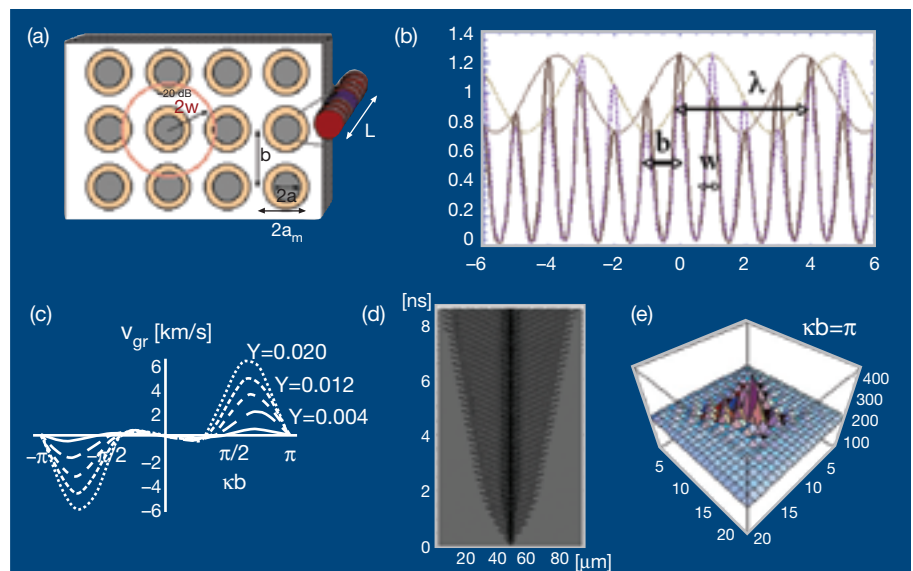 (a)
–20 dB
2w
L
b
2a
2aₘ
(b)
1.4
1.2
1
0.8
0.6
0.4
0.2
0
λ
b
w
–6 –4 –2 0 2 4 6
(c)
v_gr [km/s]
6
4
2
–2
–4
–6
Y=0.020
Y=0.012
Y=0.004
–π –π/2 π/2 π
κb
(d)
[ns]
8
6
4
2
0
20 40 60 80 [μm]
(e)
κb=π
400
300
200
100
5
10
15
20
5
10
15
20